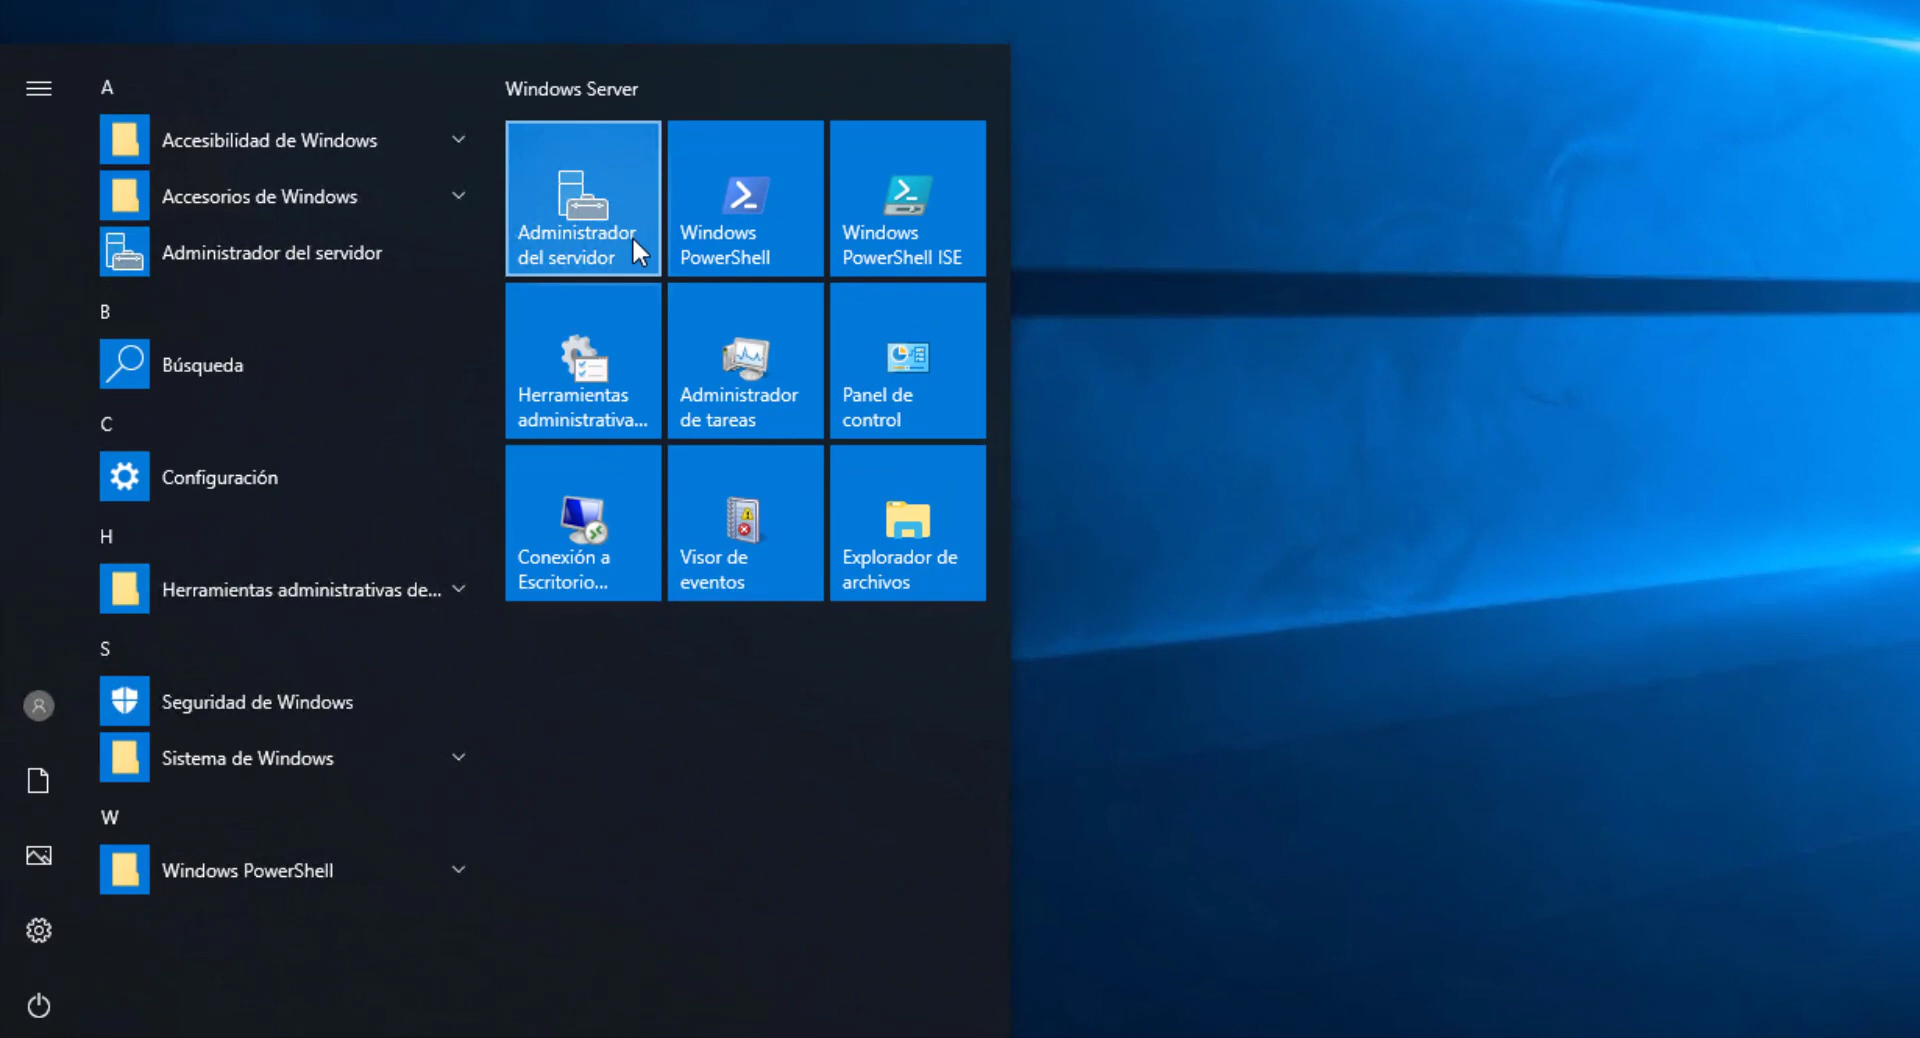 A
Accesibilidad de Windows
Accesorios de Windows
Administrador del servidor
B
Búsqueda
C
Configuración
H
Herramientas administrativas de...
S
Seguridad de Windows
Sistema de Windows
W
Windows PowerShell
Windows Server
Administrador
del servidor
Windows
PowerShell
Windows
PowerShell ISE
Herramientas
administrativa...
Administrador
de tareas
Panel de
control
Conexión a
Escritorio...
Visor de
eventos
Explorador de
archivos